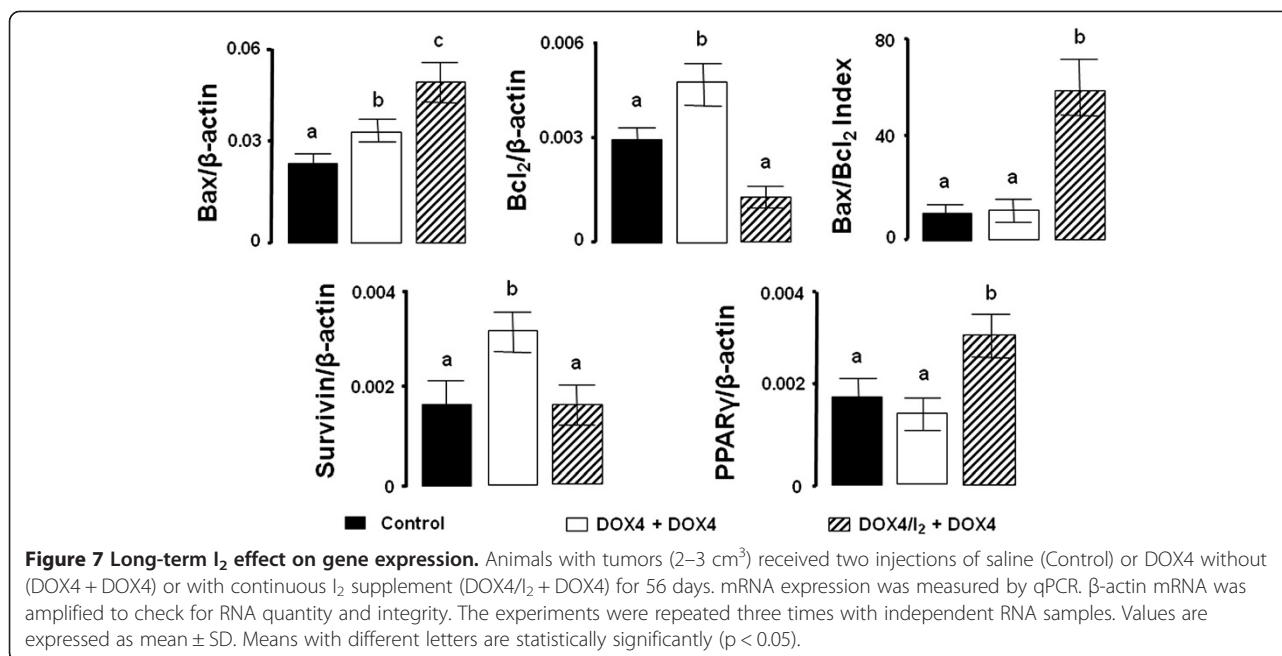 0.06
0.03
0
Bax/β-actin
a
b
c
0.006
0.003
0
Bcl₂/β-actin
a
b
a
80
40
0
Bax/Bcl₂ Index
a
a
b
0.004
0.002
0
Survivin/β-actin
a
b
a
0.004
0.002
0
PPARγ/β-actin
a
a
b
Control
DOX4 + DOX4
DOX4/I₂ + DOX4
Figure 7 Long-term I₂ effect on gene expression. Animals with tumors (2–3 cm³) received two injections of saline (Control) or DOX4 without
(DOX4 + DOX4) or with continuous I₂ supplement (DOX4/I₂ + DOX4) for 56 days. mRNA expression was measured by qPCR. β-actin mRNA was
amplified to check for RNA quantity and integrity. The experiments were repeated three times with independent RNA samples. Values are
expressed as mean ± SD. Means with different letters are statistically significantly (p < 0.05).